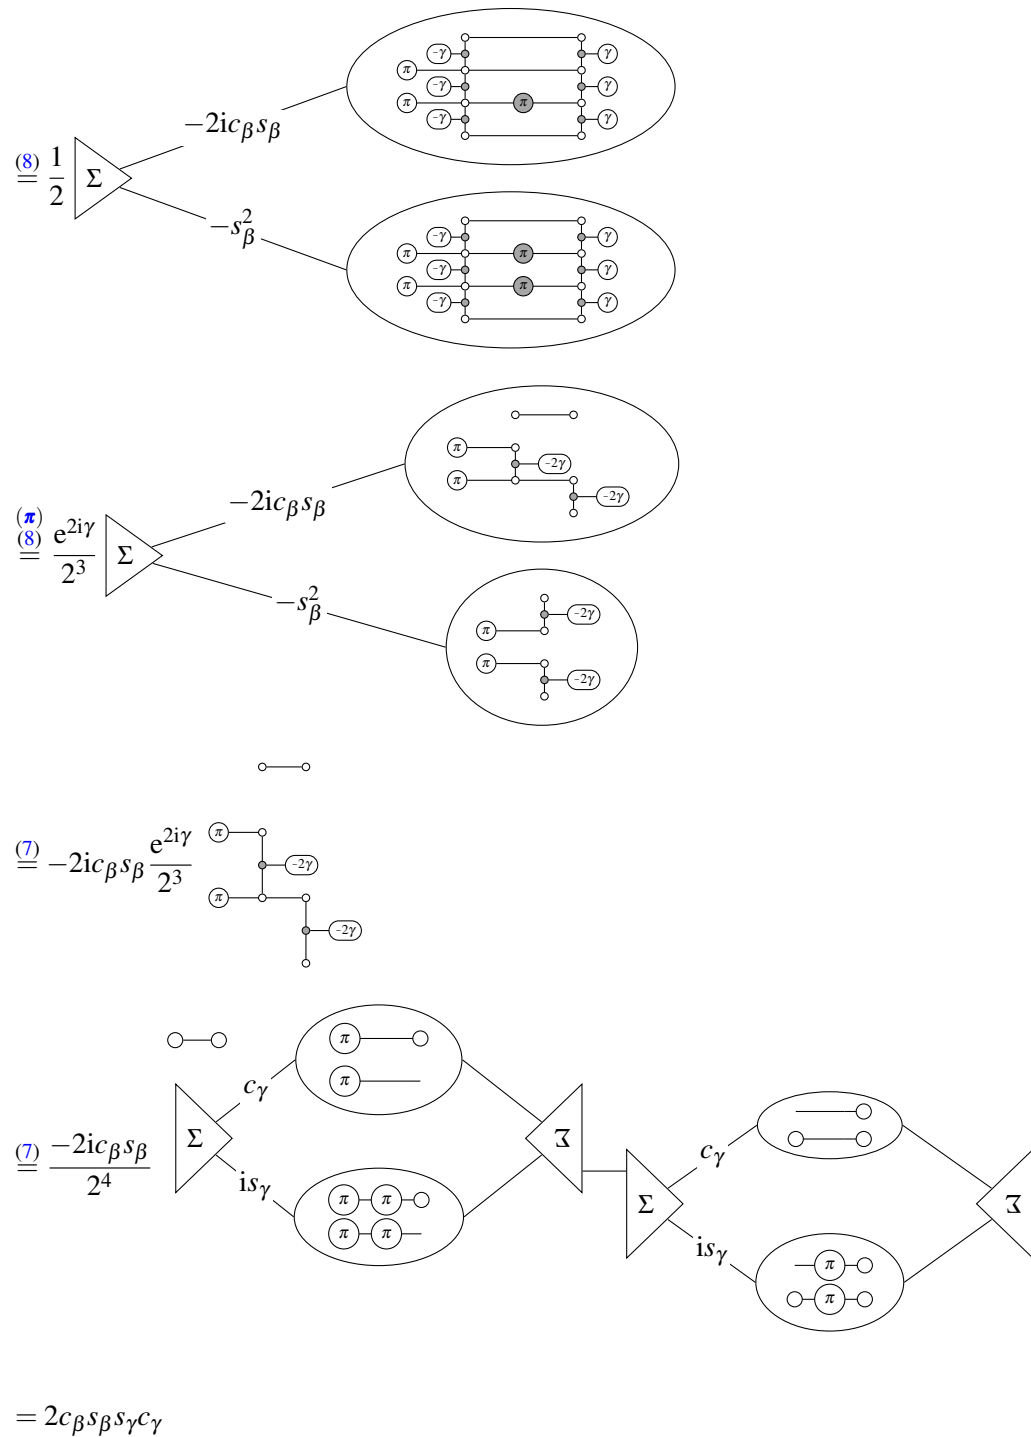 -γ γ
π
-γ γ
π π
-γ γ
−2ic_β s_β
(8)= 1/2 Σ
−s_β^2
-γ γ
π π
-γ γ
π π
-γ γ
π
π -2γ
-2γ
−2ic_β s_β
(π)
(8)= e^{2iγ}/2^3 Σ
−s_β^2
-2γ
π
π
-2γ
π
(7)= −2ic_β s_β e^{2iγ}/2^3 -2γ
π
-2γ
π
π
c_γ
(7)= −2ic_β s_β/2^4 Σ Σ
is_γ
π π
π π
c_γ
Σ Σ
is_γ
π
π
= 2c_β s_β s_γ c_γ